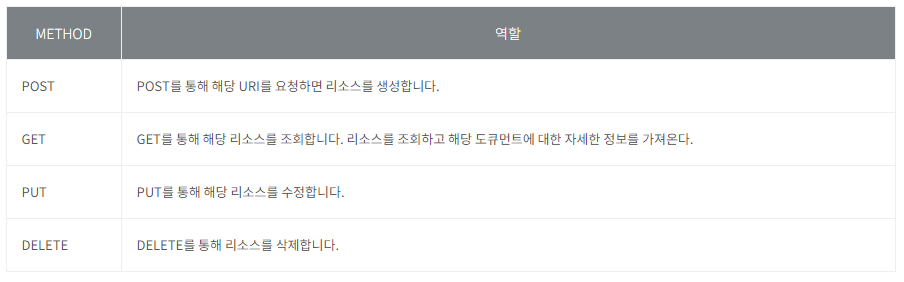 METHOD 역할
POST POST를 통해 해당 URI를 요청하면 리소스를 생성합니다.
GET GET를 통해 해당 리소스를 조회합니다. 리소스를 조회하고 해당 도큐먼트에 대한 자세한 정보를 가져온다.
PUT PUT를 통해 해당 리소스를 수정합니다.
DELETE DELETE를 통해 리소스를 삭제합니다.